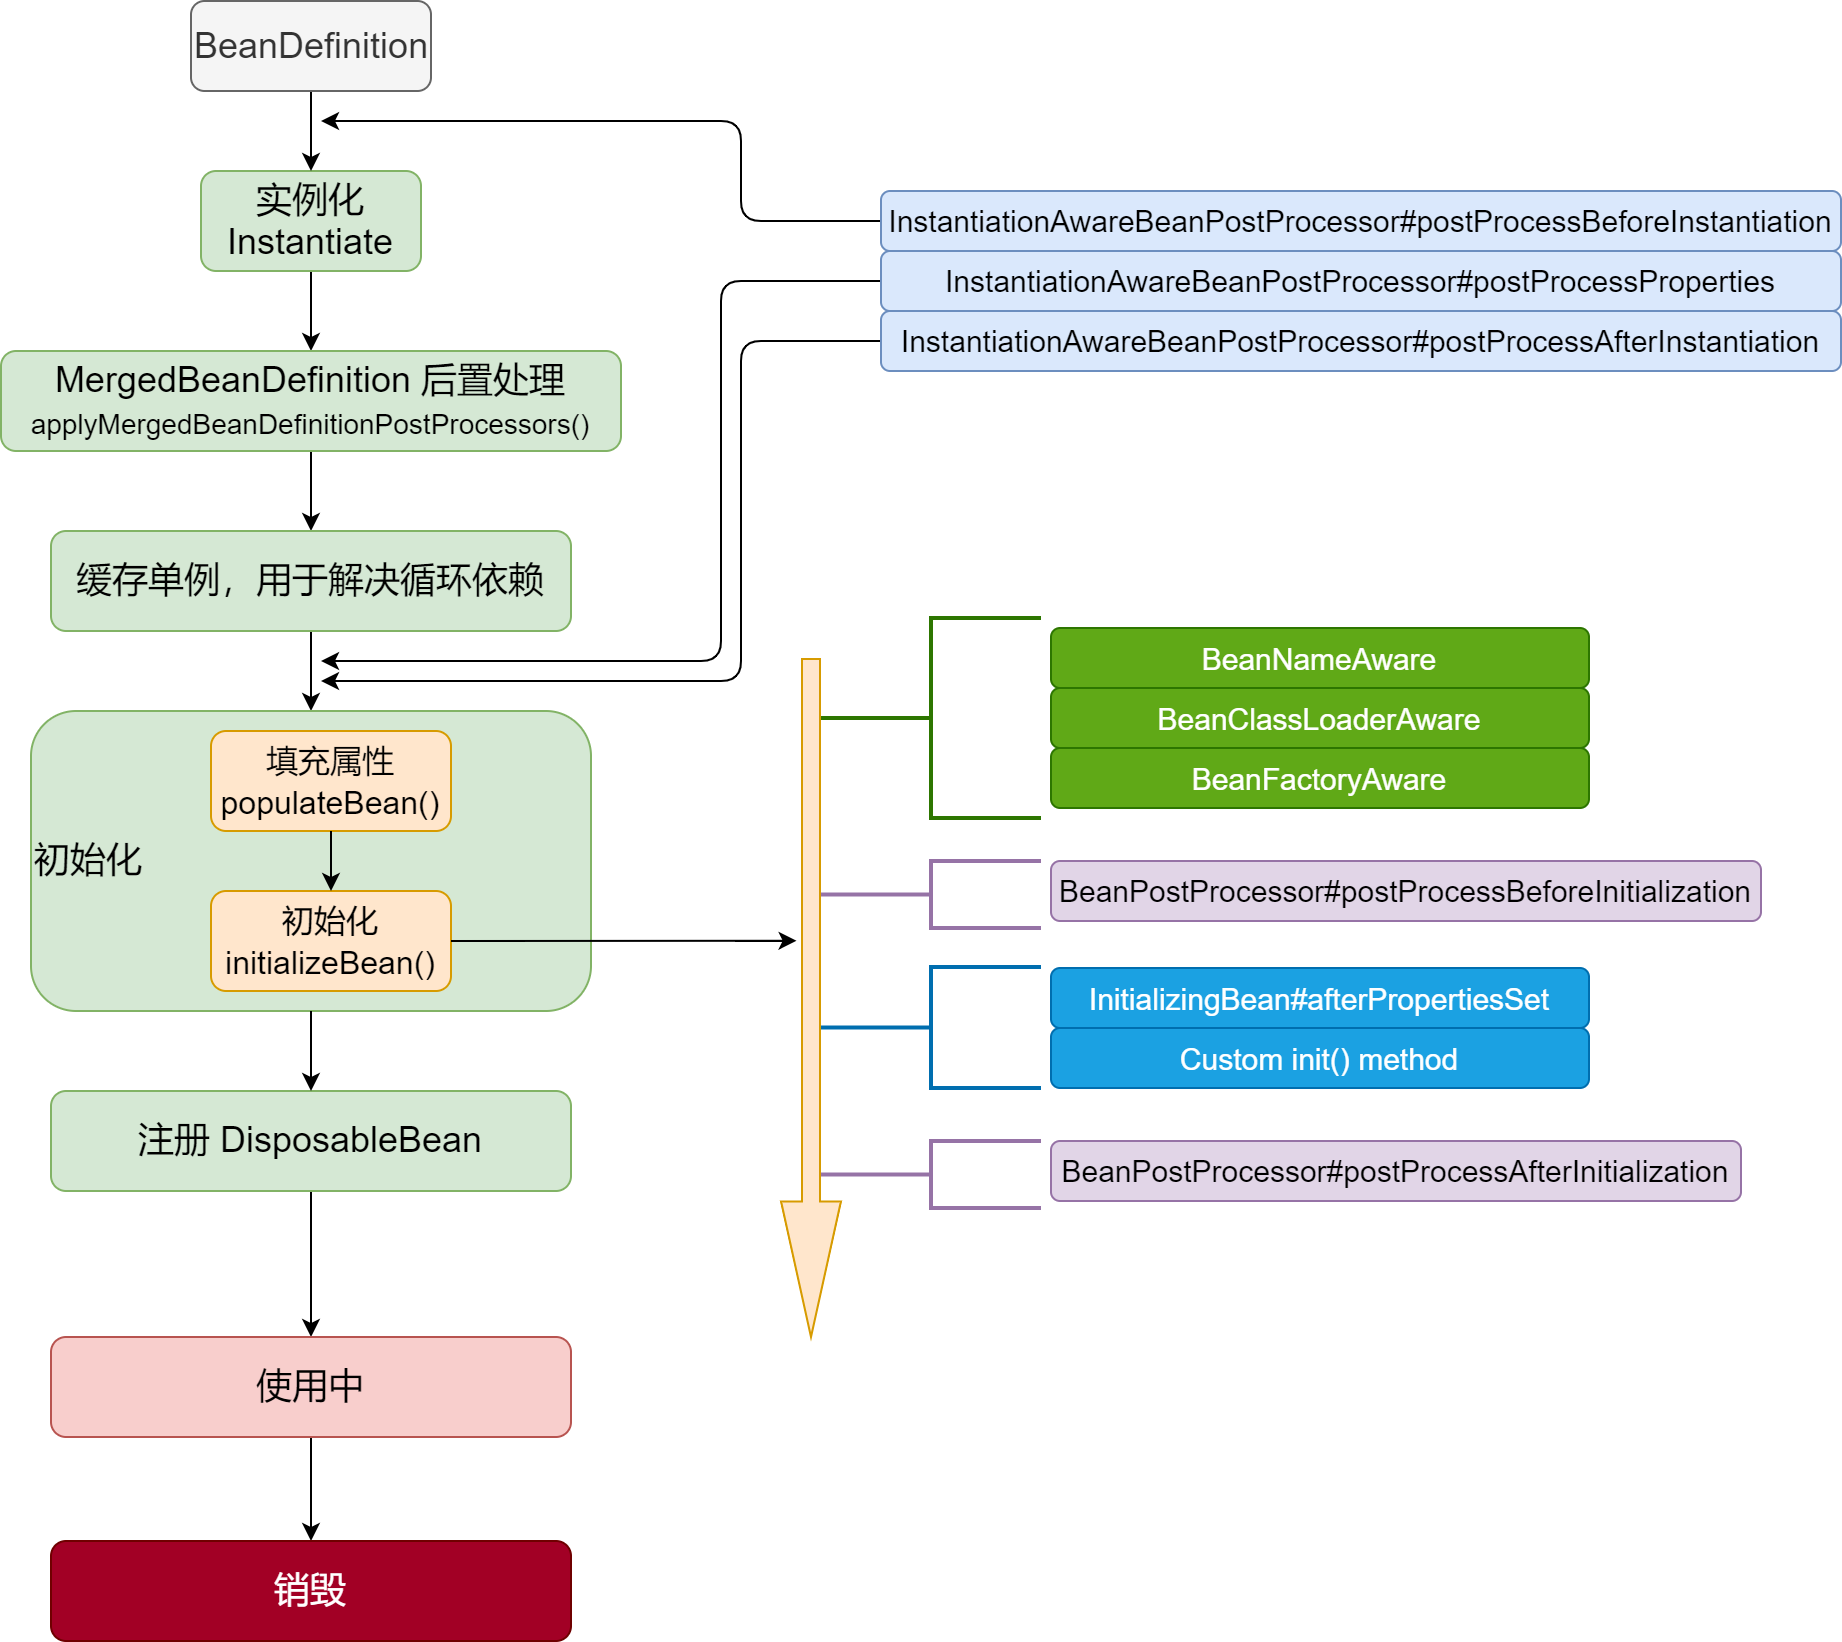 BeanDefinition
实例化
Instantiate
InstantiationAwareBeanPostProcessor#postProcessBeforeInstantiation
InstantiationAwareBeanPostProcessor#postProcessProperties
InstantiationAwareBeanPostProcessor#postProcessAfterInstantiation
MergedBeanDefinition 后置处理
applyMergedBeanDefinitionPostProcessors()
缓存单例，用于解决循环依赖
初始化
填充属性
populateBean()
初始化
initializeBean()
BeanNameAware
BeanClassLoaderAware
BeanFactoryAware
BeanPostProcessor#postProcessBeforeInitialization
InitializingBean#afterPropertiesSet
Custom init() method
BeanPostProcessor#postProcessAfterInitialization
注册 DisposableBean
使用中
销毁